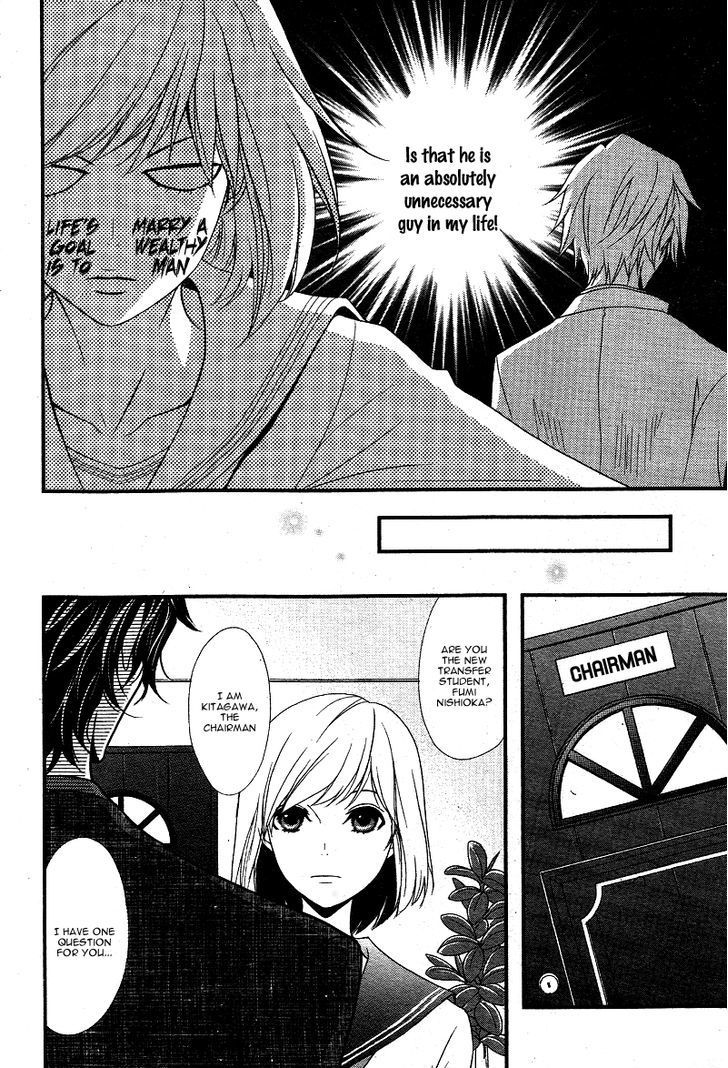 Is that he is
an absolutely
unnecessary
guy in my life!
LIFE'S
GOAL
IS TO
MARRY A
WEALTHY
MAN
CHAIRMAN
ARE YOU
THE NEW
TRANSFER
STUDENT,
FUMI
NISHIOKA?
I AM
KITAGAWA,
THE
CHAIRMAN
I HAVE ONE
QUESTION
FOR YOU...